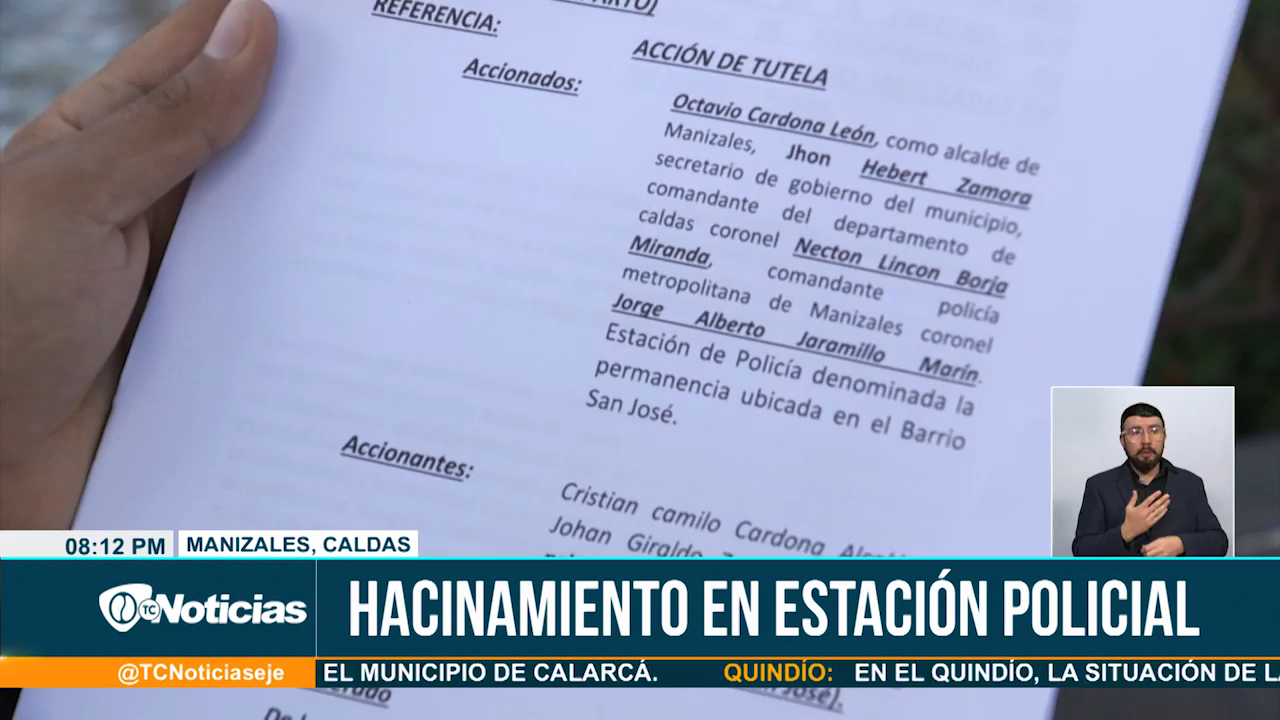 REFERENCIA:
ACCIÓN DE TUTELA
Accionados:
Octavio Cardona León, como alcalde de
Manizales, Jhon Hebert Zamora
secretario de gobierno del municipio,
comandante del departamento de
caldas coronel Necton Lincon Borja
Miranda, comandante policía
metropolitana de Manizales coronel
Jorge Alberto Jaramillo Marín.
Estación de Policía denominada la
permanencia ubicada en el Barrio
San José.
Accionantes:
Cristian camilo Cardona
Johan Giraldo
08:12 PM
MANIZALES, CALDAS
TC Noticias
HACINAMIENTO EN ESTACIÓN POLICIAL
@TCNoticiaseje
EL MUNICIPIO DE CALARCÁ. QUINDÍO: EN EL QUINDÍO, LA SITUACIÓN DE
José).